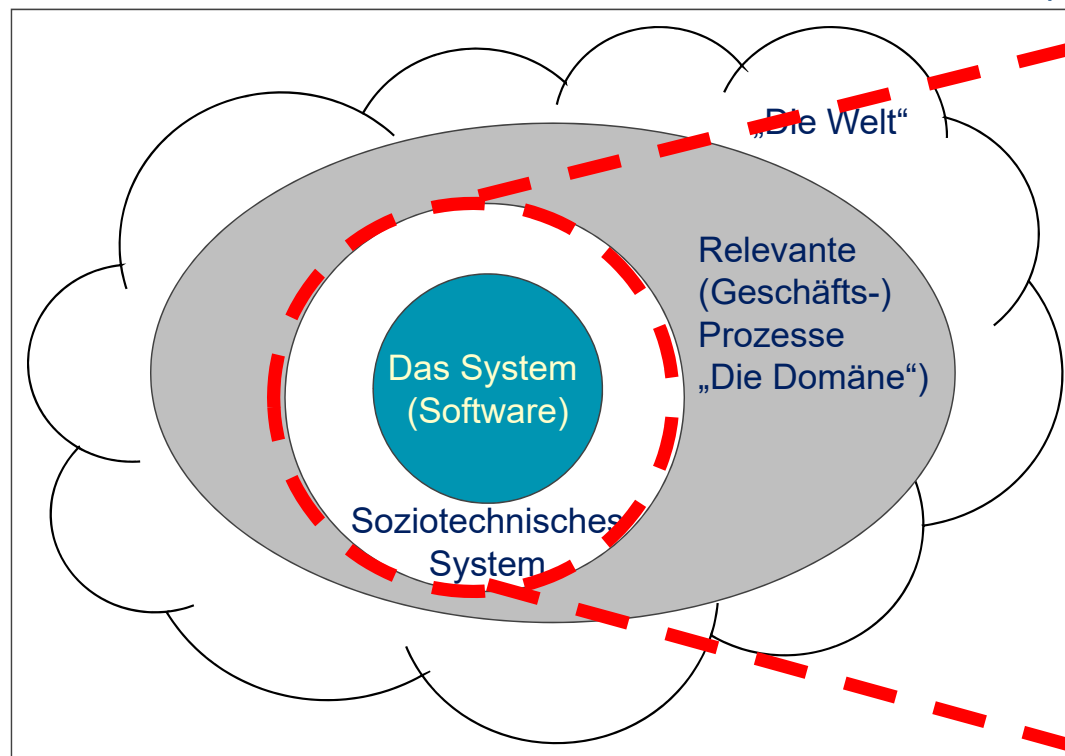 „Die Welt“
Relevante
(Geschäfts-)
Prozesse
„Die Domäne“)
Das System
(Software)
Soziotechnisches
System